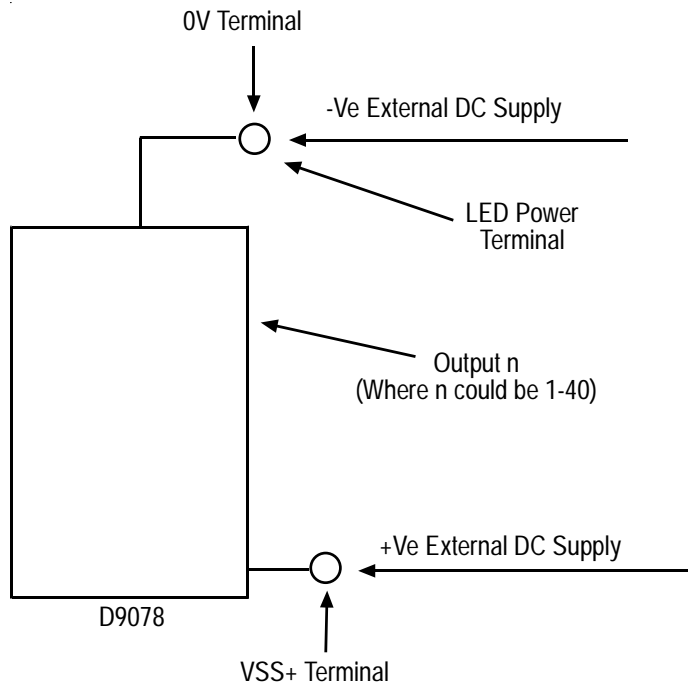 0V Terminal
-Ve External DC Supply
LED Power
Terminal
Output n
(Where n could be 1-40)
+Ve External DC Supply
D9078
VSS+ Terminal